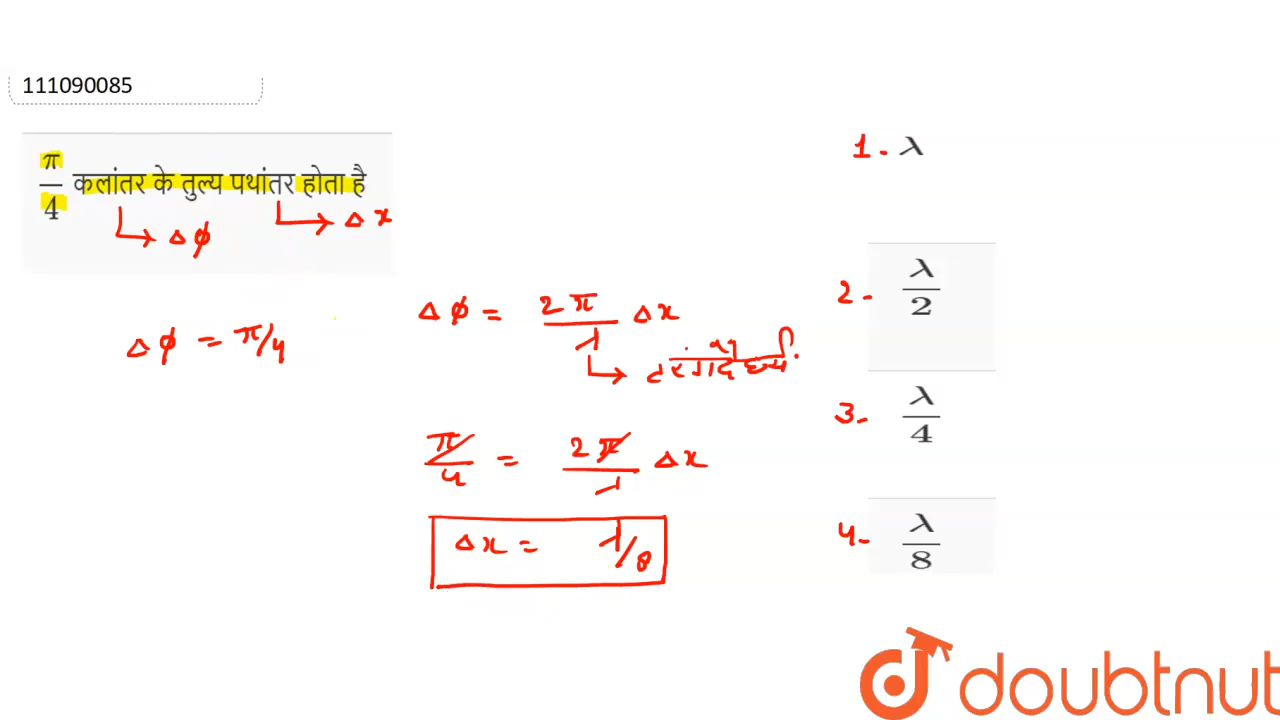 111090085
π/4 कलांतर के तुल्य पथांतर होता है
Δϕ
Δx
Δϕ = π/4
Δϕ = 2π/λ Δx
π/4 = 2π/λ Δx
Δx = λ/8
1- λ
2- λ/2
3- λ/4
4- λ/8
doubtnut